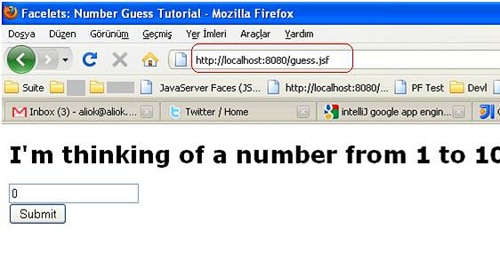 Facelets: Number Guess Tutorial - Mozilla Firefox
Dosya Düzen Görünüm Geçmiş Yer İmleri Araçlar Yardım
http://localhost:8080/guess.jsf
Suite JavaServer Faces (JS... http://localhost:8080/... PF Test Devl
Inbox (3) - aliok@aliok.... Twitter / Home intelliJ google app engin...
I'm thinking of a number from 1 to 10
0
Submit